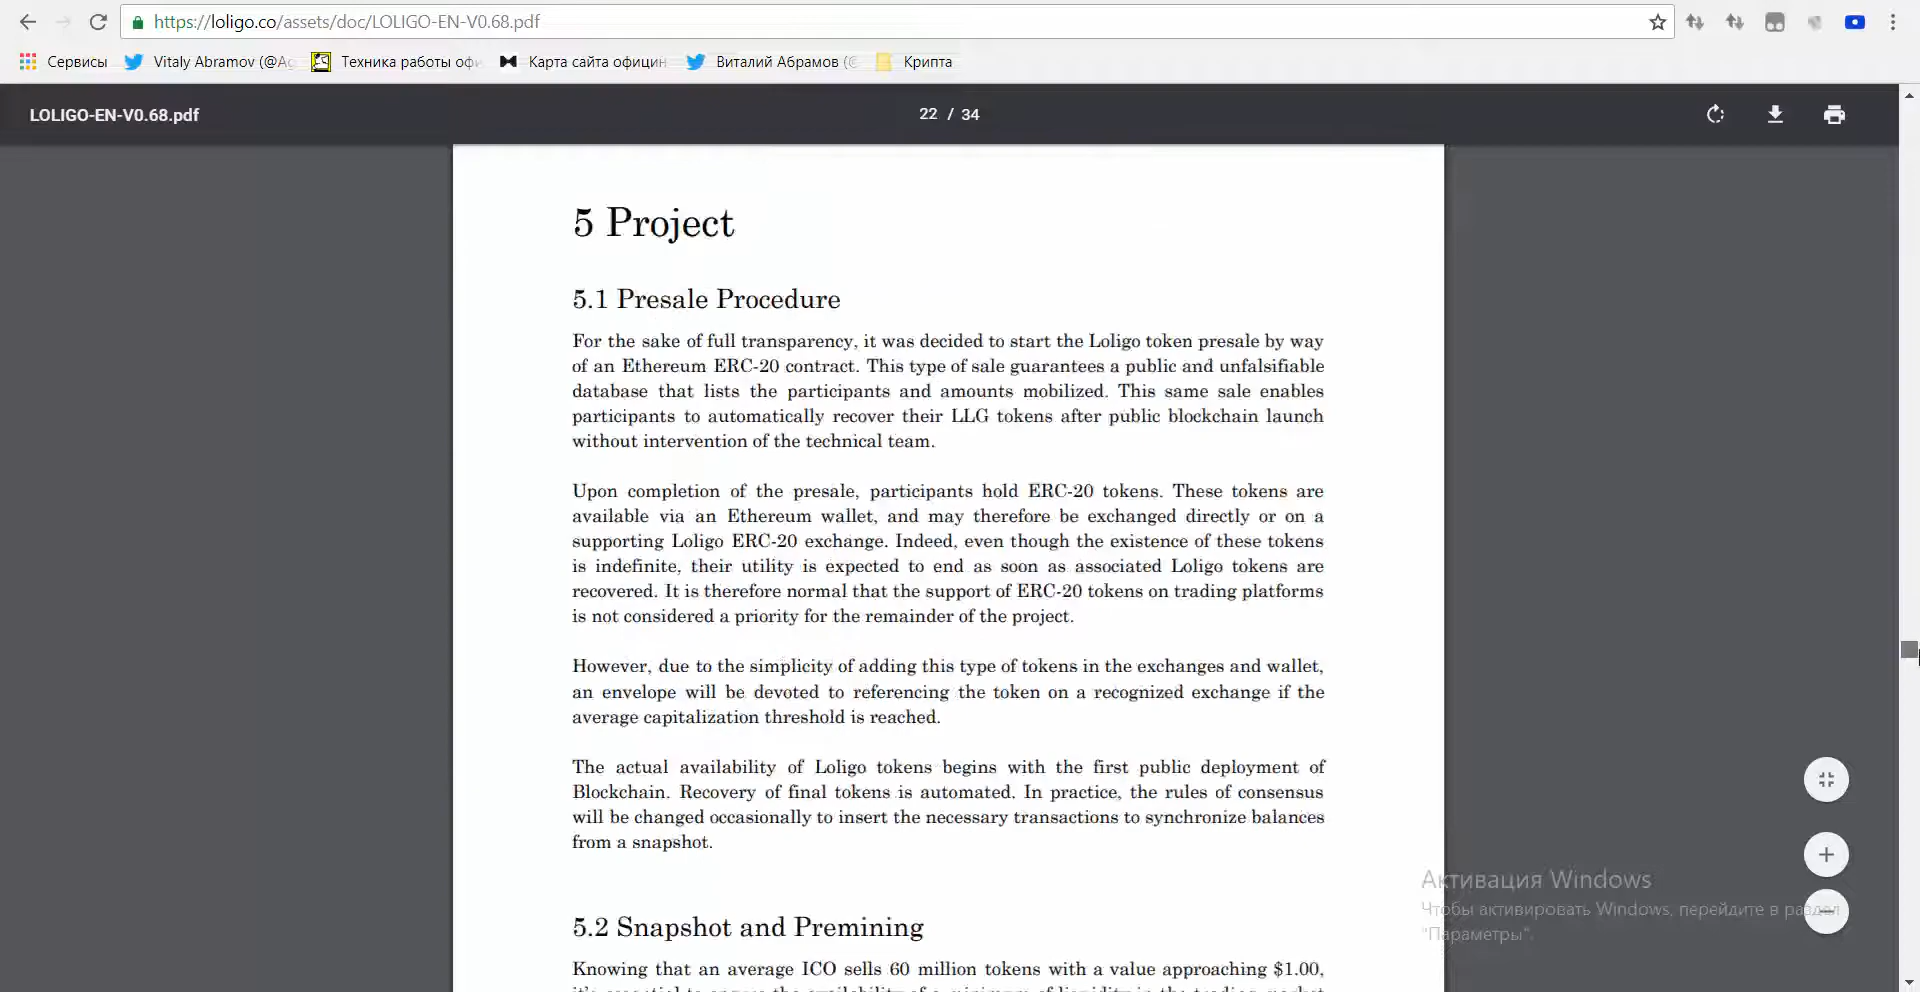 https://loligo.co/assets/doc/LOLIGO-EN-V0.68.pdf
Сервисы Vitaly Abramov (@Ag Техника работы офи Карта сайта официн Виталий Абрамов (@ Крипта
LOLIGO-EN-V0.68.pdf 22 / 34
5 Project
5.1 Presale Procedure
For the sake of full transparency, it was decided to start the Loligo token presale by way
of an Ethereum ERC-20 contract. This type of sale guarantees a public and unfalsifiable
database that lists the participants and amounts mobilized. This same sale enables
participants to automatically recover their LLG tokens after public blockchain launch
without intervention of the technical team.
Upon completion of the presale, participants hold ERC-20 tokens. These tokens are
available via an Ethereum wallet, and may therefore be exchanged directly or on a
supporting Loligo ERC-20 exchange. Indeed, even though the existence of these tokens
is indefinite, their utility is expected to end as soon as associated Loligo tokens are
recovered. It is therefore normal that the support of ERC-20 tokens on trading platforms
is not considered a priority for the remainder of the project.
However, due to the simplicity of adding this type of tokens in the exchanges and wallet,
an envelope will be devoted to referencing the token on a recognized exchange if the
average capitalization threshold is reached.
The actual availability of Loligo tokens begins with the first public deployment of
Blockchain. Recovery of final tokens is automated. In practice, the rules of consensus
will be changed occasionally to insert the necessary transactions to synchronize balances
from a snapshot.
5.2 Snapshot and Premining
Knowing that an average ICO sells 60 million tokens with a value approaching $1.00,
Активация Windows
Чтобы активировать Windows, перейдите в раздел
"Параметры".